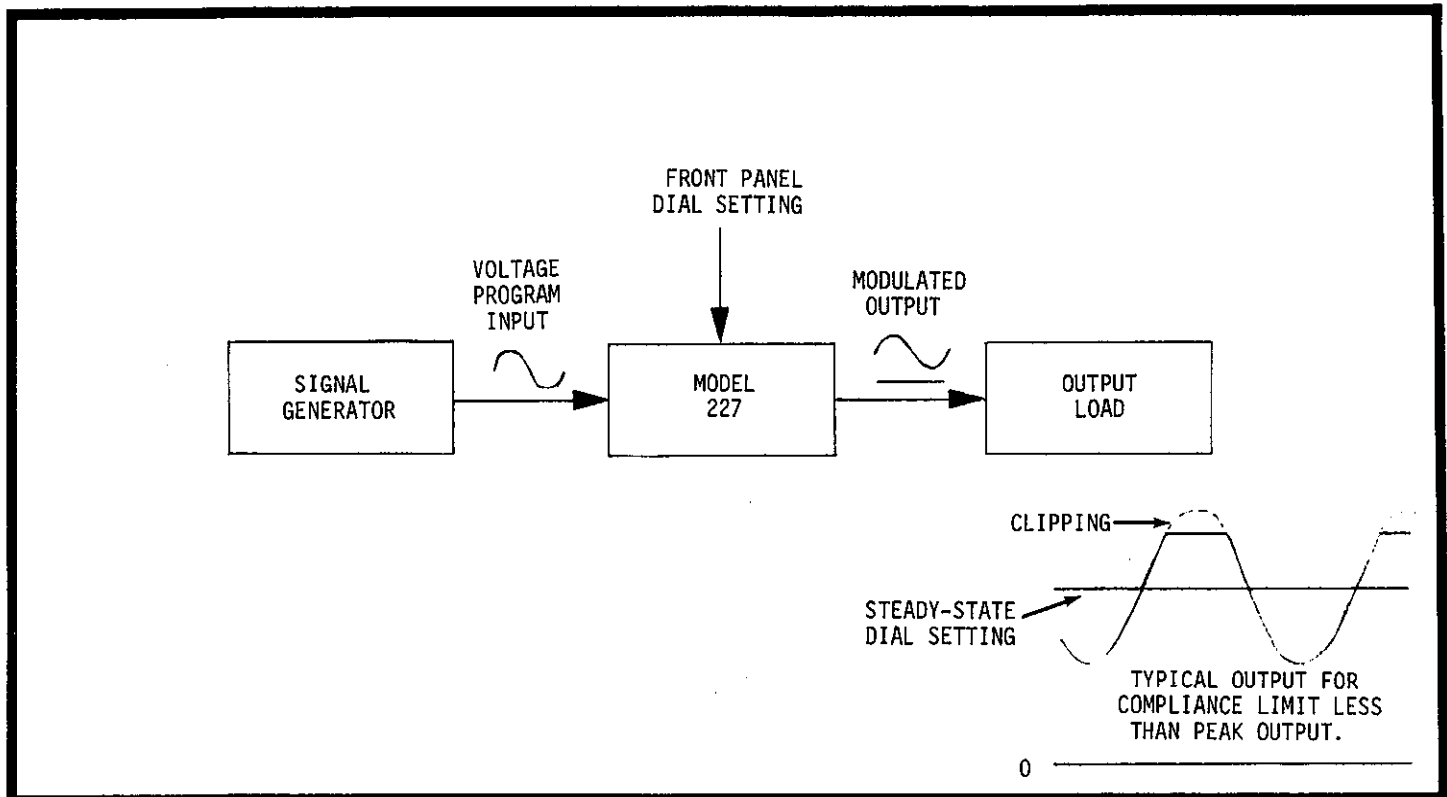 FRONT PANEL
DIAL SETTING
VOLTAGE
PROGRAM
INPUT
MODULATED
OUTPUT
SIGNAL
GENERATOR
MODEL
227
OUTPUT
LOAD
CLIPPING
STEADY-STATE
DIAL SETTING
TYPICAL OUTPUT FOR
COMPLIANCE LIMIT LESS
THAN PEAK OUTPUT.
0